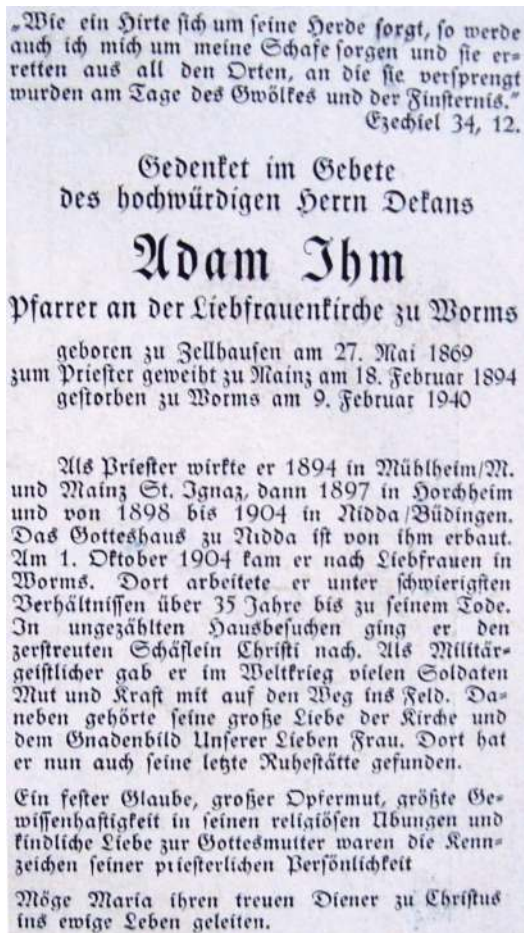 „Wie ein Hirte sich um seine Herde sorgt, so werde
auch ich mich um meine Schafe sorgen und sie er-
retten aus all den Orten, an die sie versprengt
wurden am Tage des Gwölkes und der Finsternis.“
Ezechiel 34, 12.
Gedenket im Gebete
des hochwürdigen Herrn Dekans
Adam Ihm
Pfarrer an der Liebfrauenkirche zu Worms
geboren zu Zellhausen am 27. Mai 1869
zum Priester geweiht zu Mainz am 18. Februar 1894
gestorben zu Worms am 9. Februar 1940
Als Priester wirkte er 1894 in Mühlheim/M.
und Mainz St. Ignaz, dann 1897 in Horchheim
und von 1898 bis 1904 in Nidda/Büdingen.
Das Gotteshaus zu Nidda ist von ihm erbaut.
Am 1. Oktober 1904 kam er nach Liebfrauen in
Worms. Dort arbeitete er unter schwierigsten
Verhältnissen über 35 Jahre bis zu seinem Tode.
In ungezählten Hausbesuchen ging er den
zerstreuten Schäflein Christi nach. Als Militär-
geistlicher gab er im Weltkrieg vielen Soldaten
Mut und Kraft mit auf den Weg ins Feld. Da-
neben gehörte seine große Liebe der Kirche und
dem Gnadenbild Unserer Lieben Frau. Dort hat
er nun auch seine letzte Ruhestätte gefunden.
Ein fester Glaube, großer Opfermut, größte Ge-
wissenhaftigkeit in seinen religiösen Übungen und
kindliche Liebe zur Gottesmutter waren die Kenn-
zeichen seiner priesterlichen Persönlichkeit
Möge Maria ihren treuen Diener zu Christus
ins ewige Leben geleiten.